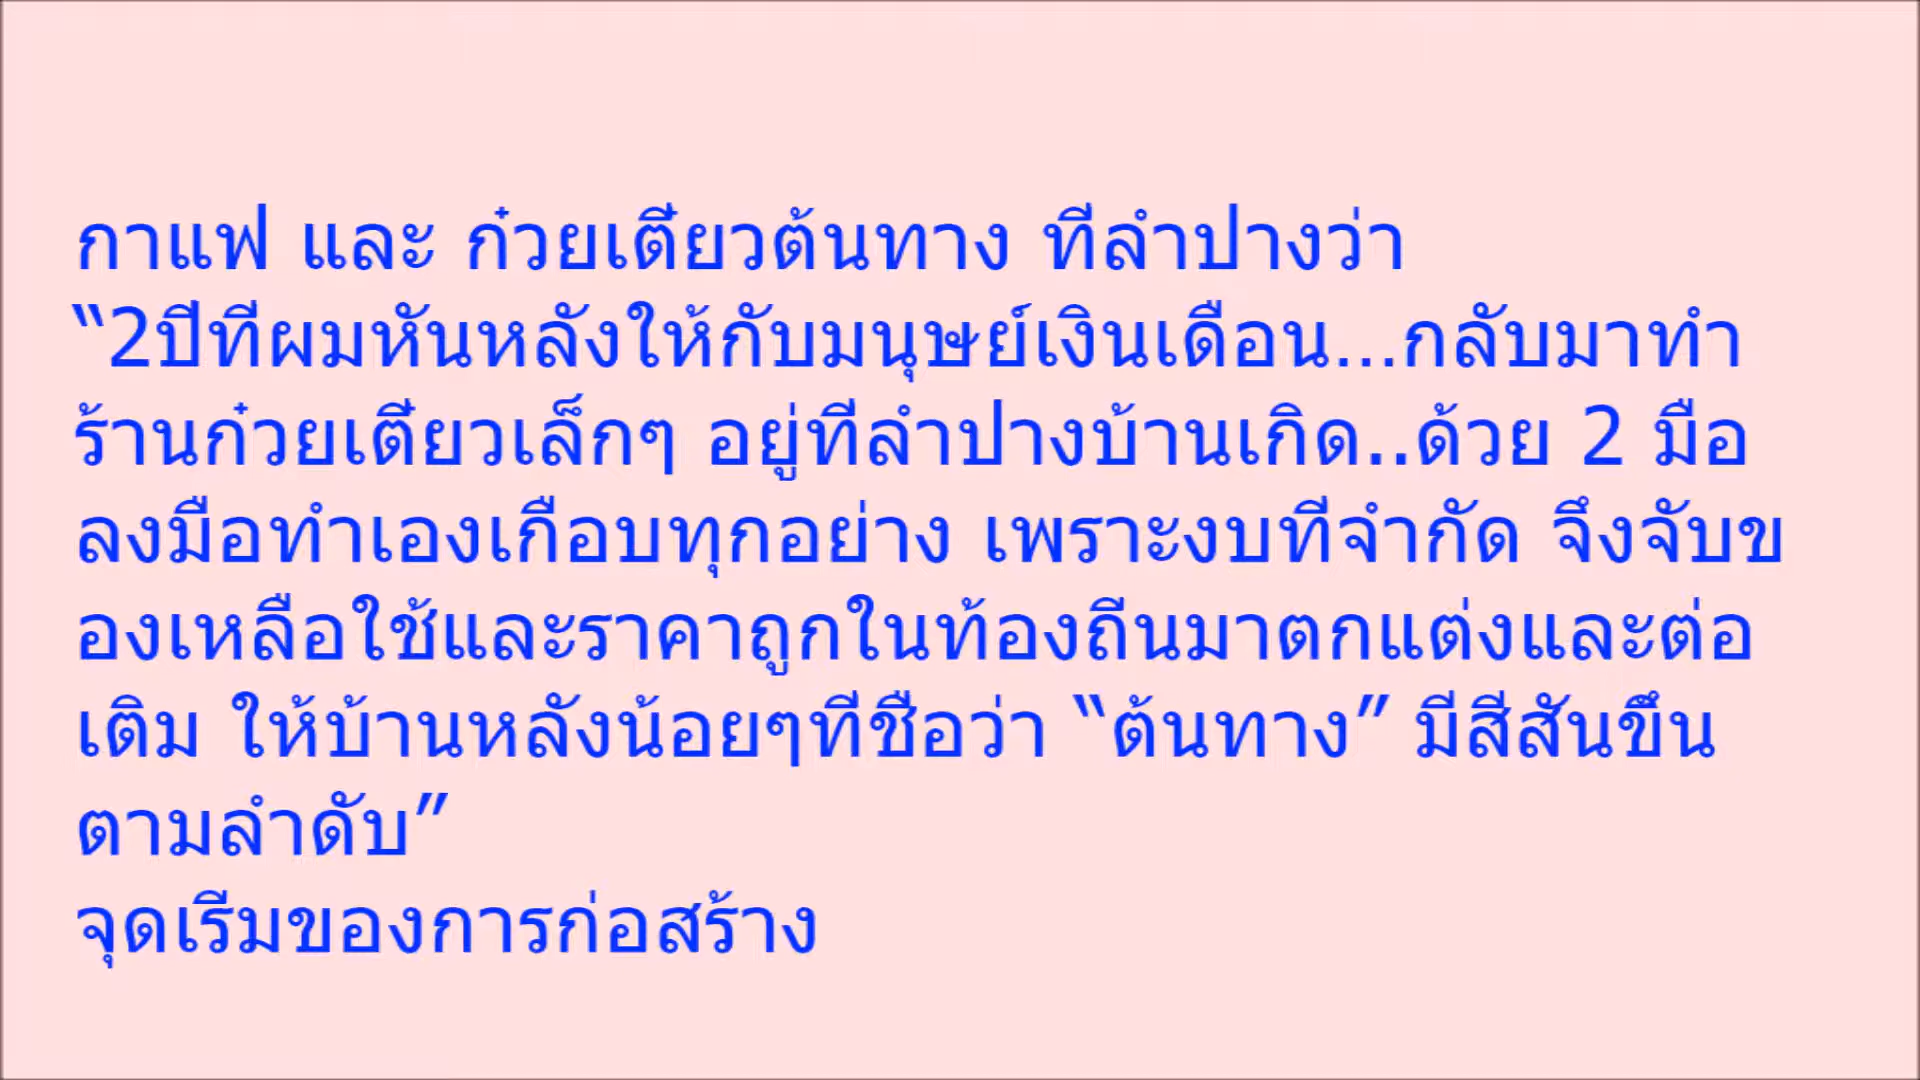 กาแฟ และ ก๋วยเตี๋ยวต้นทาง ที่ลำปางว่า
“2ปีที่ผมหันหลังให้กับมนุษย์เงินเดือน...กลับมาทำ
ร้านก๋วยเตี๋ยวเล็กๆ อยู่ที่ลำปางบ้านเกิด..ด้วย 2 มือ
ลงมือทำเองเกือบทุกอย่าง เพราะงบที่จำกัด จึงจับข
องเหลือใช้และราคาถูกในท้องถิ่นมาตกแต่งและต่อ
เติม ให้บ้านหลังน้อยๆที่ชื่อว่า “ต้นทาง” มีสีสันขึ้น
ตามลำดับ”
จุดเริ่มของการก่อสร้าง